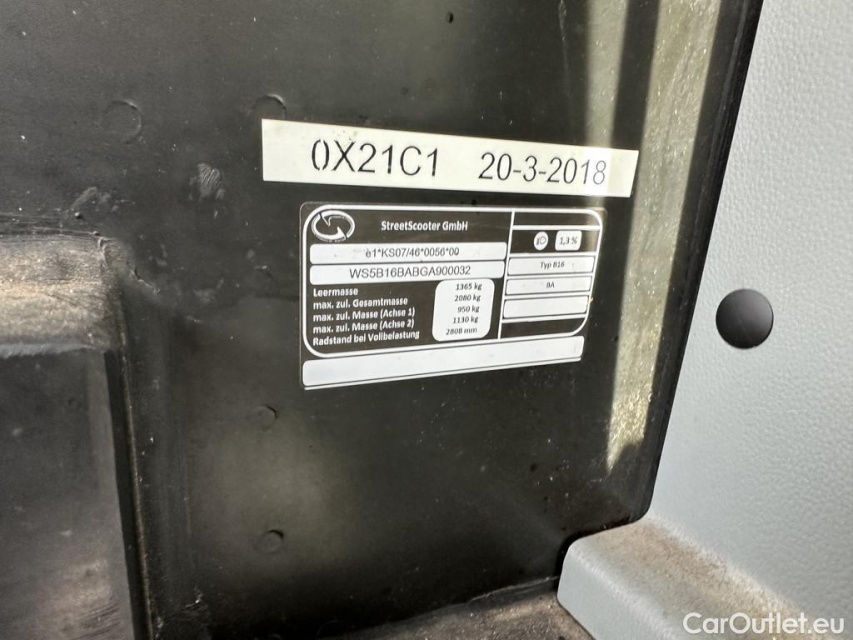 0X21C1 20-3-2018
StreetScooter GmbH
e1*KS07/46*0056*00
WS5B16BABGA900032
Leermasse 1365 kg
max. zul. Gesamtmasse 2080 kg
max. zul. Masse (Achse 1) 950 kg
max. zul. Masse (Achse 2) 1130 kg
Radstand bei Vollbelastung 2808 mm
1,3 %
Typ B16
BA
CarOutlet.eu